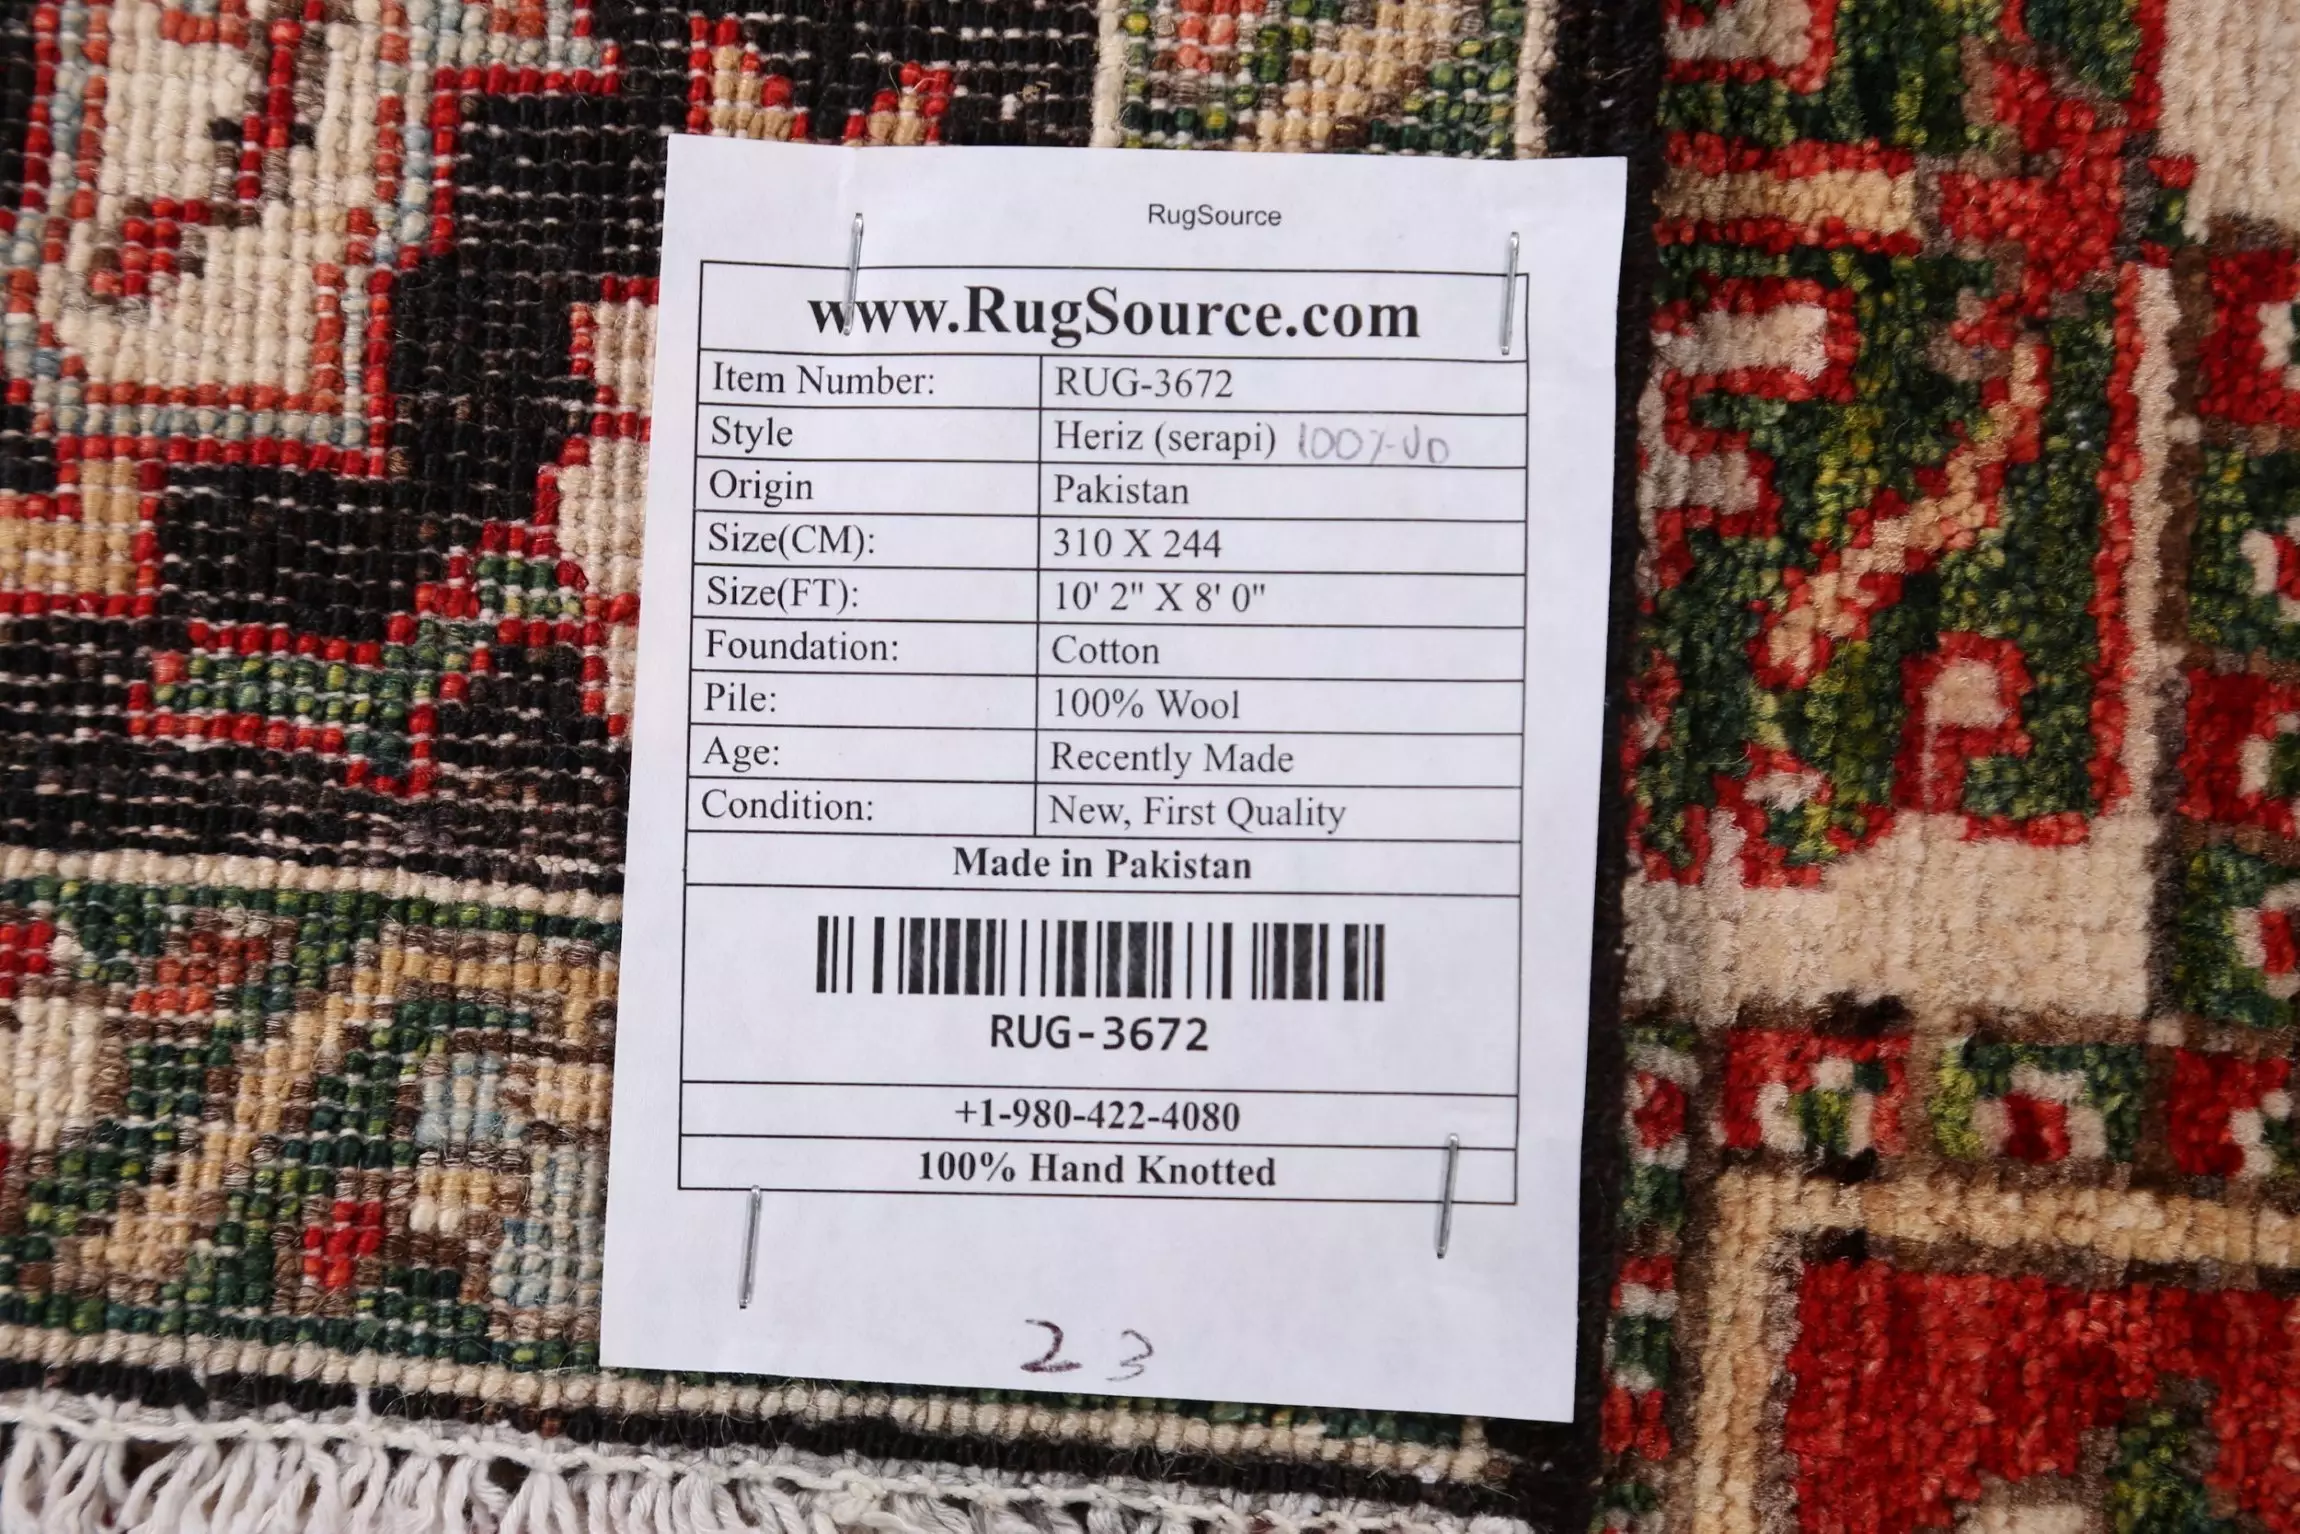 RugSource
www.RugSource.com
Item Number: RUG-3672
Style Heriz (serapi) 100%-VD
Origin Pakistan
Size(CM): 310 X 244
Size(FT): 10' 2" X 8' 0"
Foundation: Cotton
Pile: 100% Wool
Age: Recently Made
Condition: New, First Quality
Made in Pakistan
RUG-3672
+1-980-422-4080
100% Hand Knotted
23